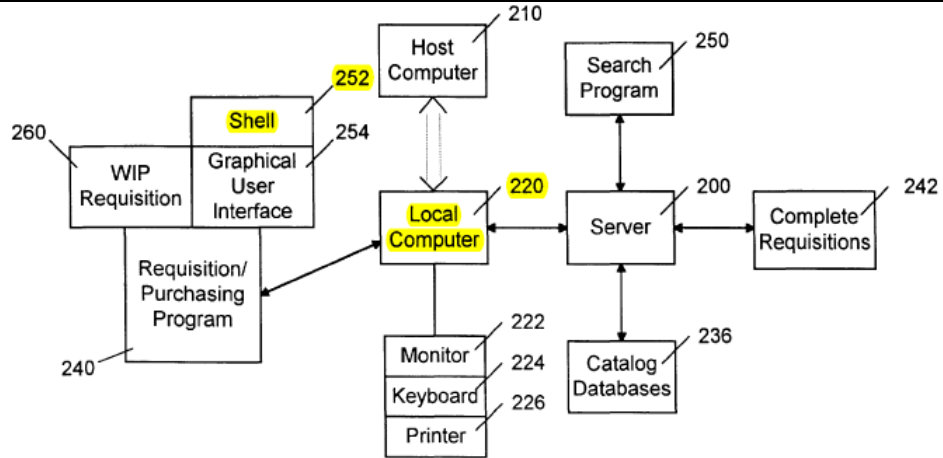 210
Host
Computer
250
Search
Program
252
Shell
254
260
WIP
Requisition
Graphical
User
Interface
220
Local
Computer
200
Server
242
Complete
Requisitions
Requisition/
Purchasing
Program
240
222
Monitor
224
Keyboard
226
Printer
236
Catalog
Databases